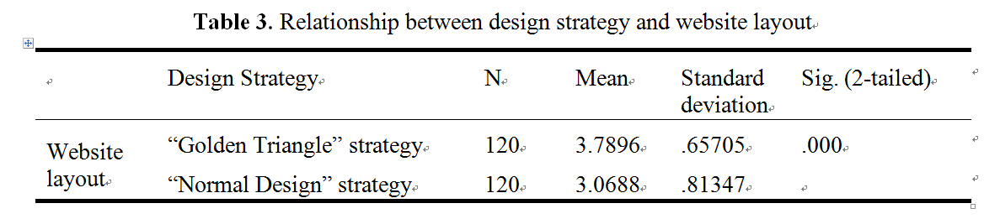 Table 3. Relationship between design strategy and website layout
Design Strategy N Mean Standard deviation Sig. (2-tailed)
Website layout “Golden Triangle” strategy 120 3.7896 .65705 .000
“Normal Design” strategy 120 3.0688 .81347